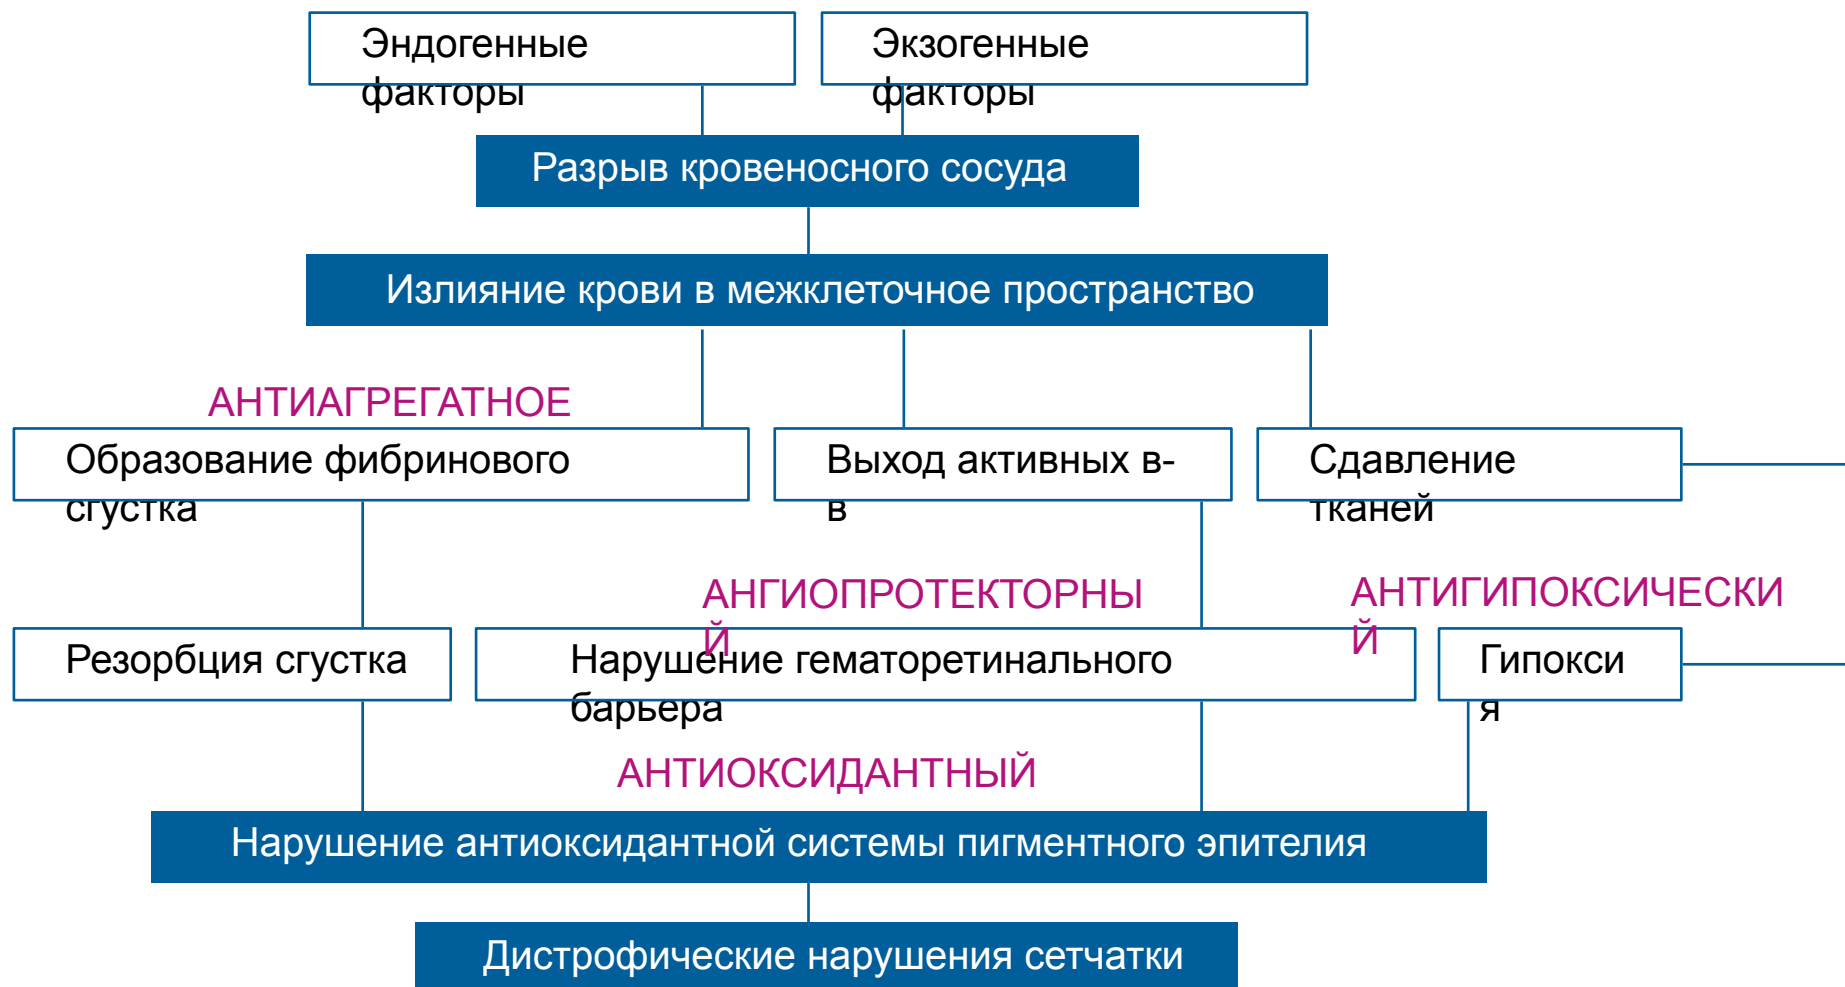 Эндогенные
факторы
Экзогенные
факторы
Разрыв кровеносного сосуда
Излияние крови в межклеточное пространство
АНТИАГРЕГАТНОЕ
Образование фибринового
сгустка
Выход активных в-
в
Сдавление
тканей
АНГИОПРОТЕКТОРНЫ
Й
АНТИГИПОКСИЧЕСКИ
Й
Резорбция сгустка
Нарушение гематоретинального
барьера
Гипокси
я
АНТИОКСИДАНТНЫЙ
Нарушение антиоксидантной системы пигментного эпителия
Дистрофические нарушения сетчатки